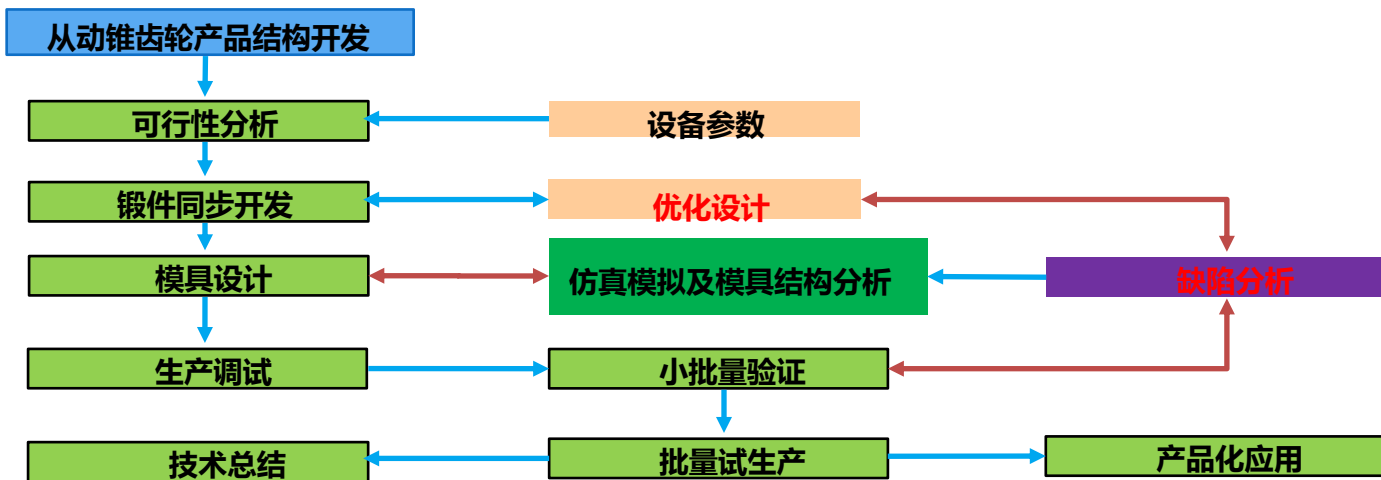 从动锥齿轮产品结构开发
可行性分析
设备参数
锻件同步开发
优化设计
模具设计
仿真模拟及模具结构分析
缺陷分析
生产调试
小批量验证
技术总结
批量试生产
产品化应用